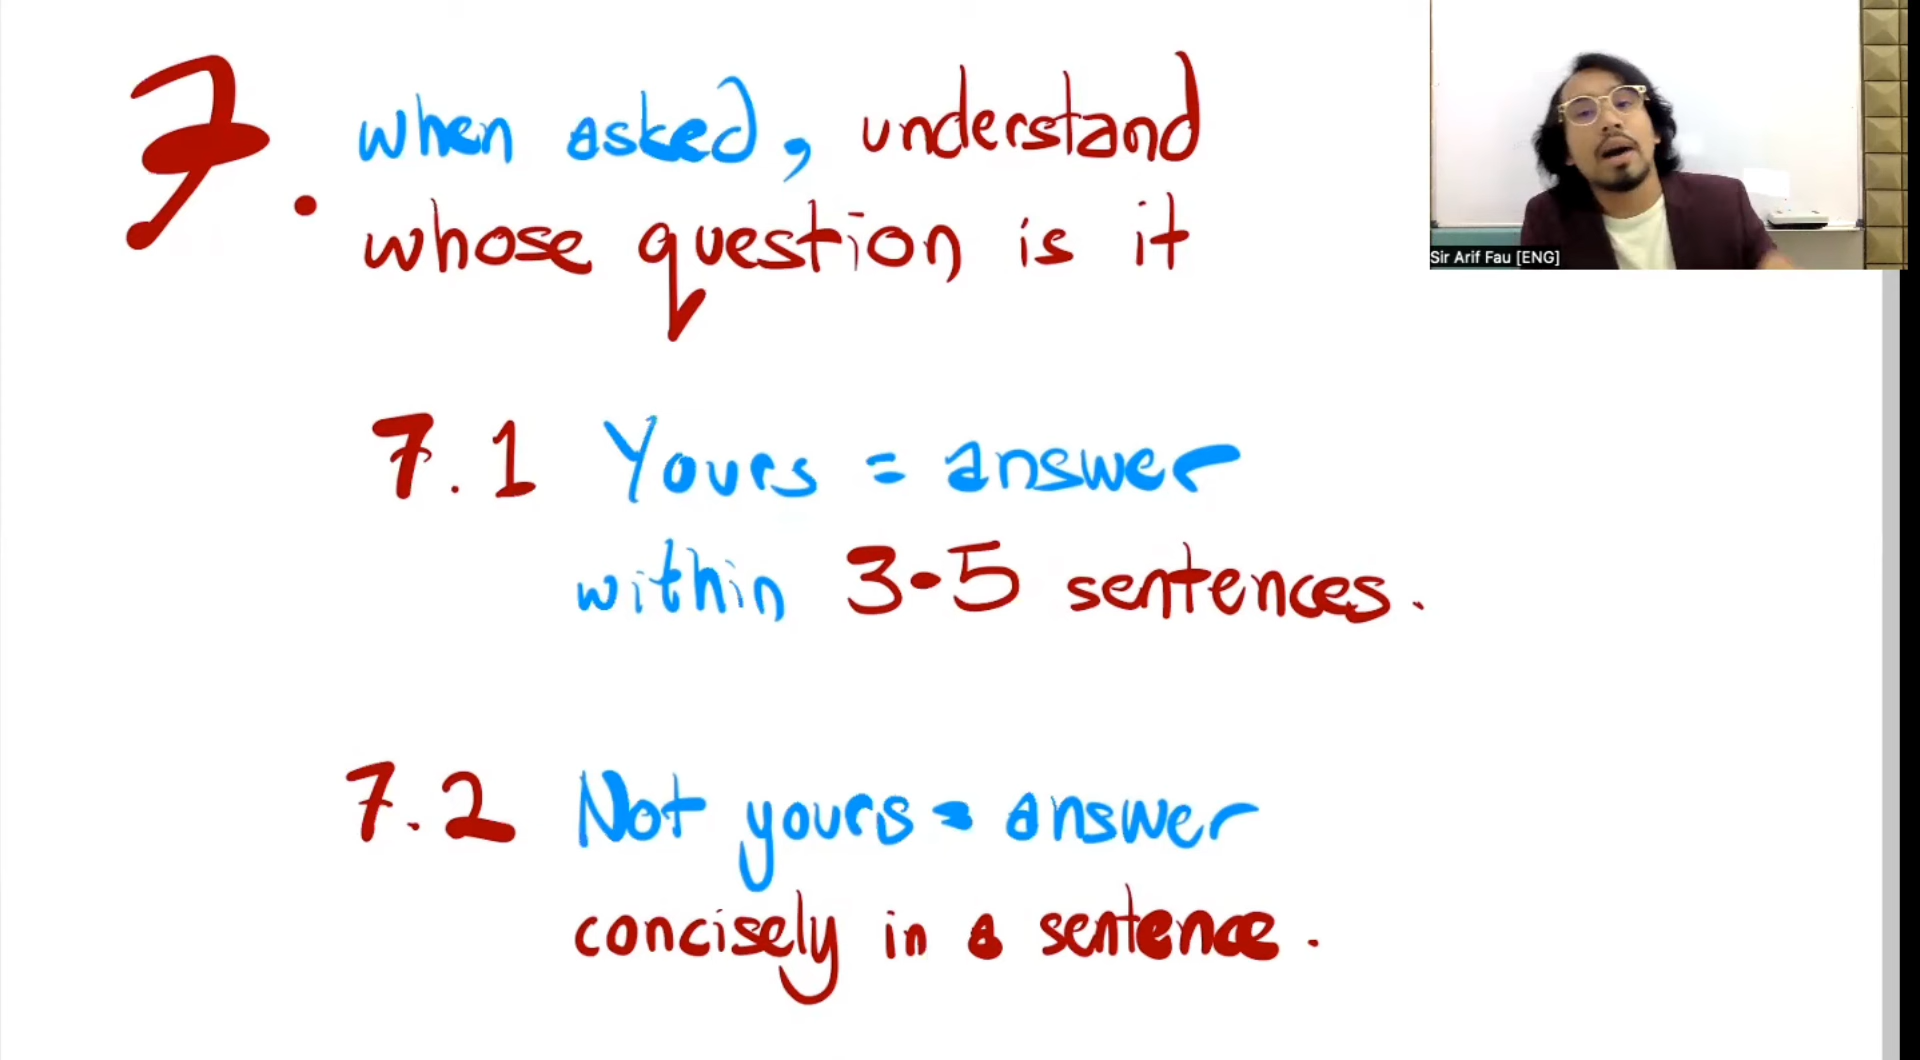 7. when asked, understand
whose question is it
7.1 Yours = answer
within 3-5 sentences.
7.2 Not yours = answer
concisely in a sentence.
Sir Arif Fau [ENG]